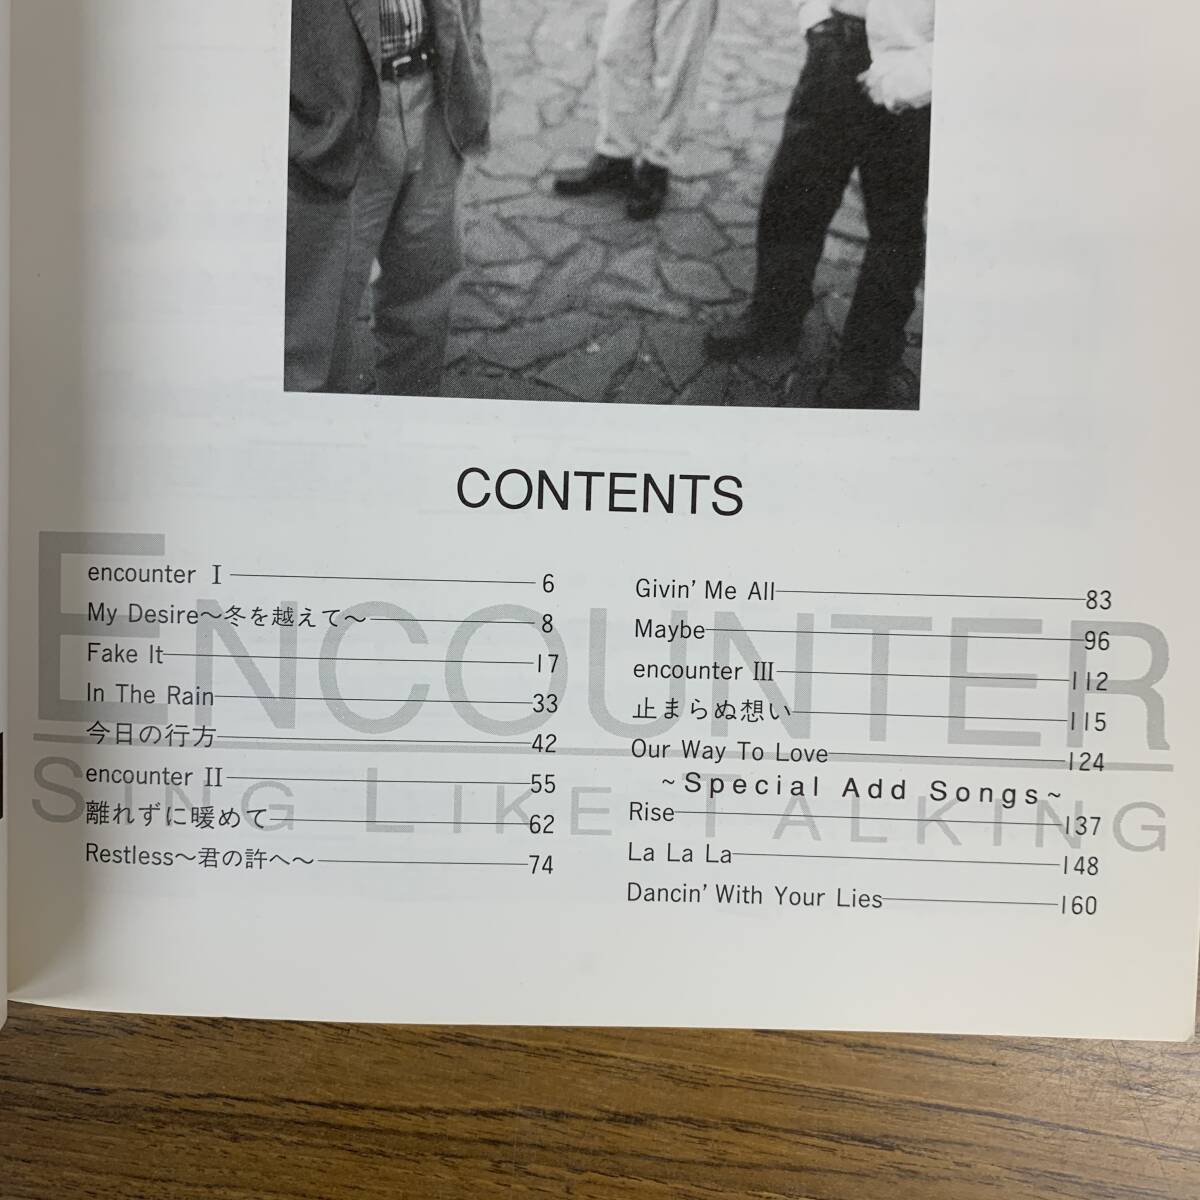 CONTENTS
ENCOUNTER
SING LIKE TALKING
encounter Ⅰ 6
My Desire〜冬を越えて〜 8
Fake It 17
In The Rain 33
今日の行方 42
encounter Ⅱ 55
離れずに暖めて 62
Restless〜君の許へ〜 74
Givin' Me All 83
Maybe 96
encounter Ⅲ 112
止まらぬ想い 115
Our Way To Love 124
~Special Add Songs~
Rise 137
La La La 148
Dancin' With Your Lies 160